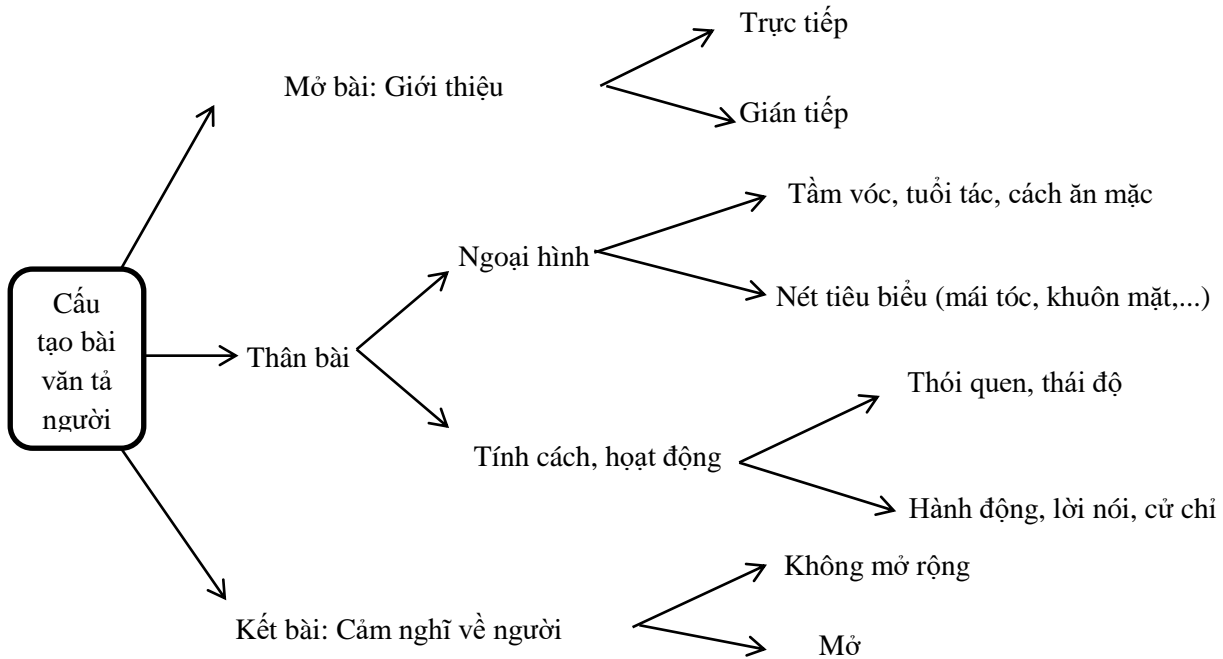 Trực tiếp
Mở bài: Giới thiệu
Gián tiếp
Tầm vóc, tuổi tác, cách ăn mặc
Ngoại hình
Nét tiêu biểu (mái tóc, khuôn mặt,...)
Cấu
tạo bài
văn tả
người
Thân bài
Thói quen, thái độ
Tính cách, hoạt động
Hành động, lời nói, cử chỉ
Không mở rộng
Kết bài: Cảm nghĩ về người
Mở